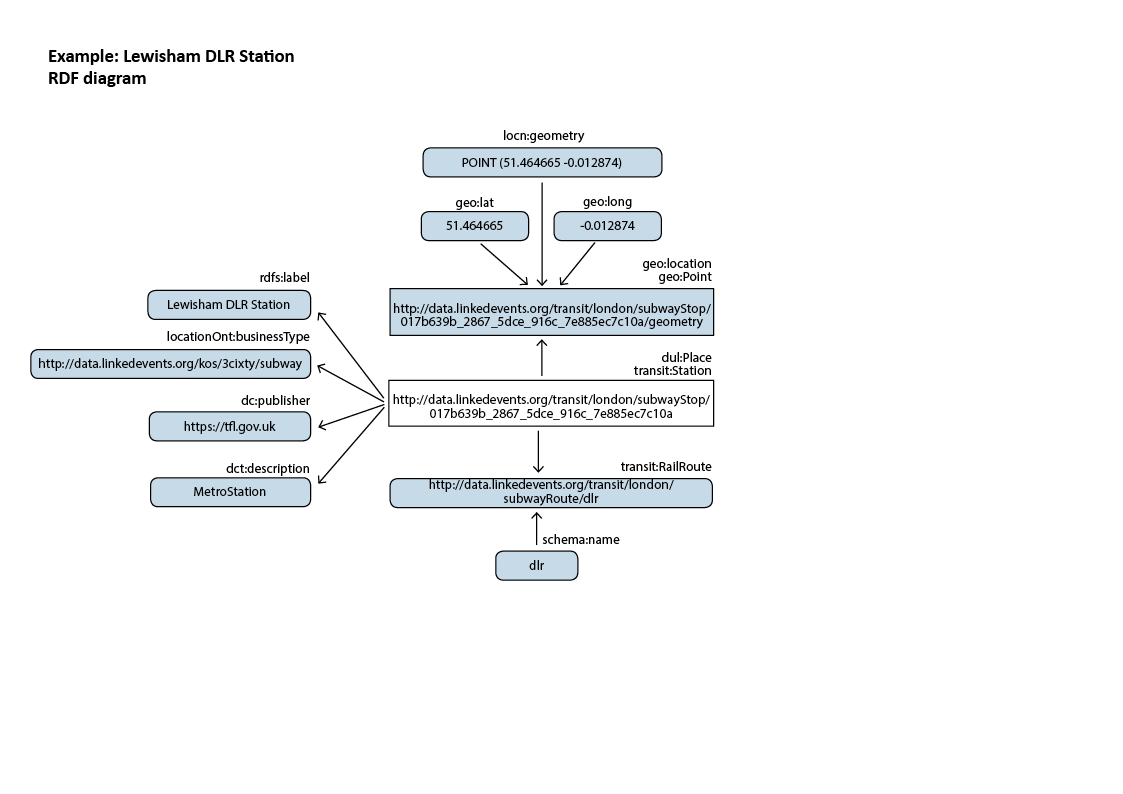 Example: Lewisham DLR Station
RDF diagram
locn:geometry
POINT (51.464665 -0.012874)
geo:lat
geo:long
51.464665
-0.012874
geo:location
geo:Point
http://data.linkedevents.org/transit/london/subwayStop/
017b639b_2867_5dce_916c_7e885ec7c10a/geometry
rdfs:label
Lewisham DLR Station
locationOnt:businessType
http://data.linkedevents.org/kos/3cixty/subway
dc:publisher
https://tfl.gov.uk
dct:description
MetroStation
dul:Place
transit:Station
http://data.linkedevents.org/transit/london/subwayStop/
017b639b_2867_5dce_916c_7e885ec7c10a
transit:RailRoute
http://data.linkedevents.org/transit/london/
subwayRoute/dlr
schema:name
dlr